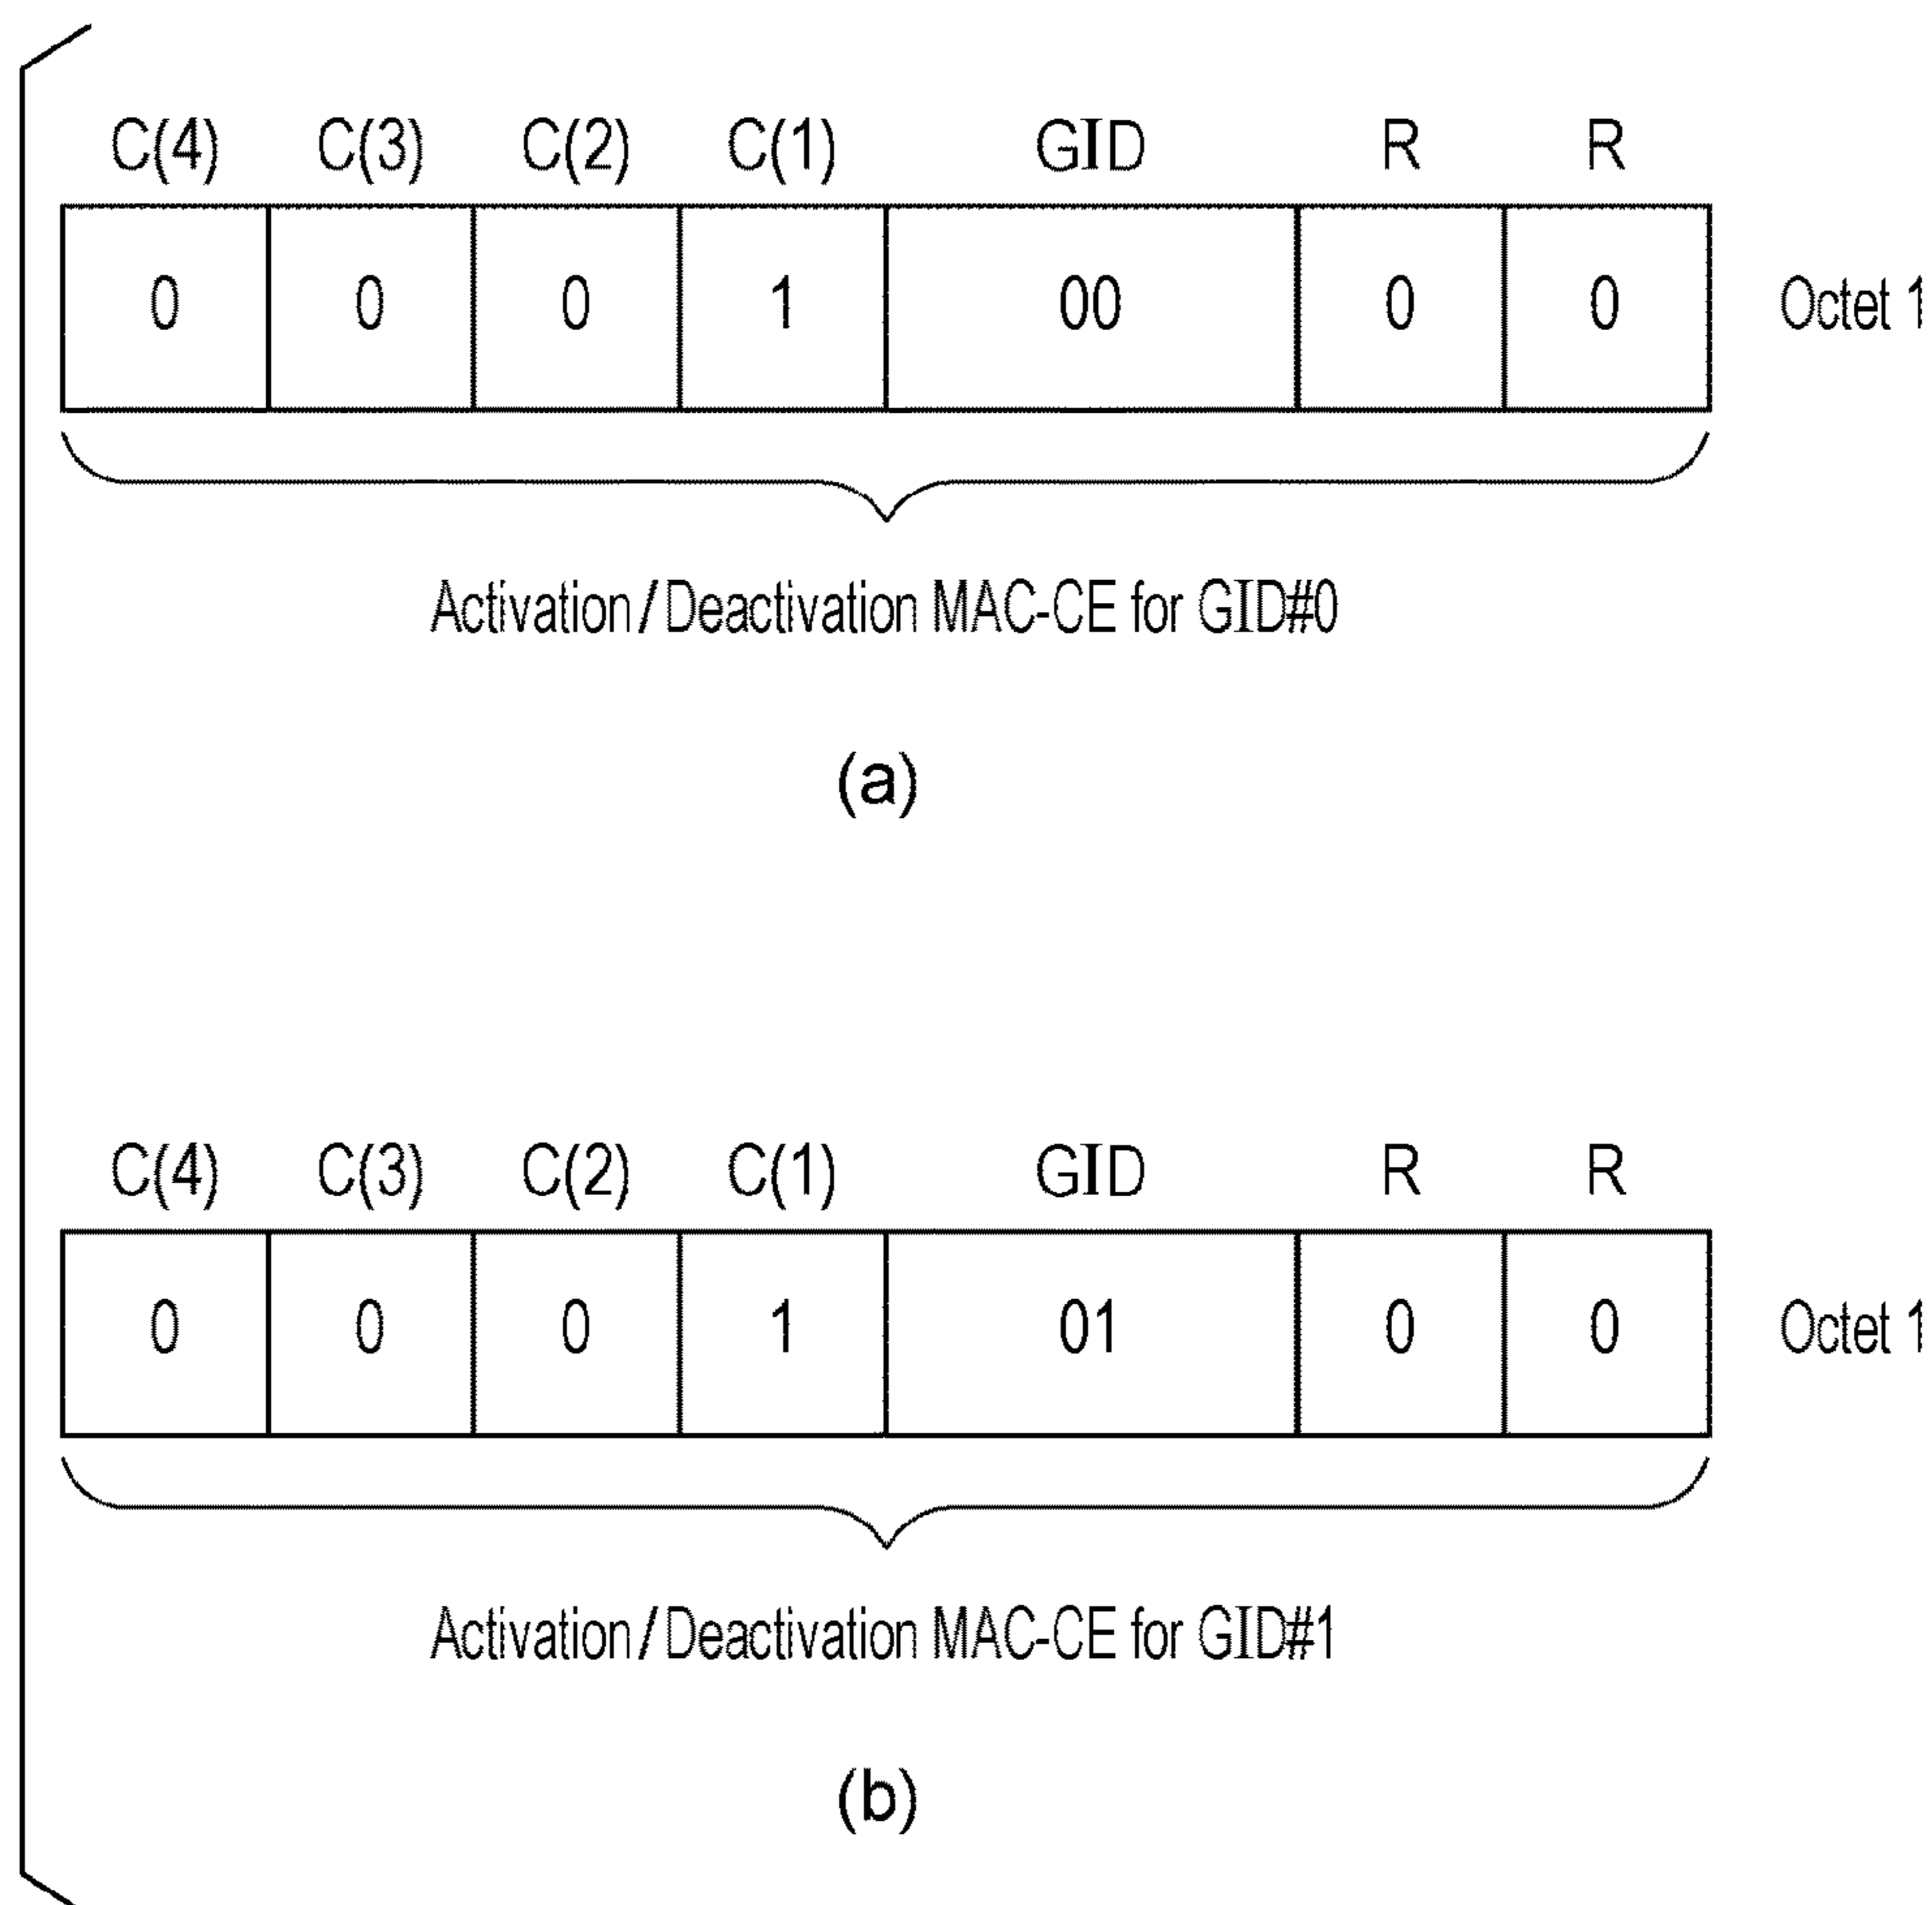 C(4) C(3) C(2) C(1) GID R R
0 0 0 1 00 0 0 Octet 1
Activation/Deactivation MAC-CE for GID#0
(a)
C(4) C(3) C(2) C(1) GID R R
0 0 0 1 01 0 0 Octet 1
Activation/Deactivation MAC-CE for GID#1
(b)